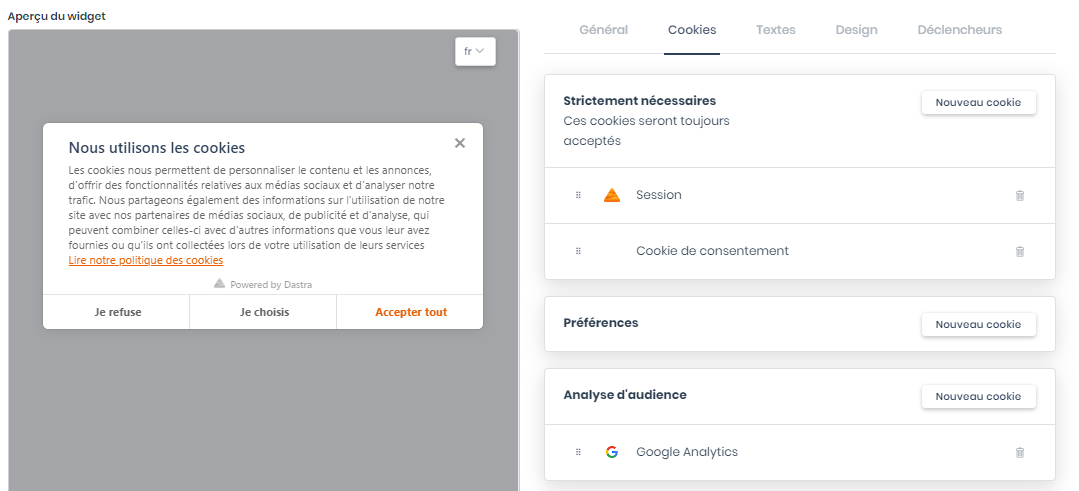 Aperçu du widget
fr
Nous utilisons les cookies
Les cookies nous permettent de personnaliser le contenu et les annonces,
d'offrir des fonctionnalités relatives aux médias sociaux et d'analyser notre
trafic. Nous partageons également des informations sur l'utilisation de notre
site avec nos partenaires de médias sociaux, de publicité et d'analyse, qui
peuvent combiner celles-ci avec d'autres informations que vous leur avez
fournies ou qu'ils ont collectées lors de votre utilisation de leurs services
Lire notre politique des cookies
Powered by Dastra
Je refuse
Je choisis
Accepter tout
Général
Cookies
Textes
Design
Déclencheurs
Strictement nécessaires
Nouveau cookie
Ces cookies seront toujours
acceptés
Session
Cookie de consentement
Préférences
Nouveau cookie
Analyse d'audience
Nouveau cookie
Google Analytics